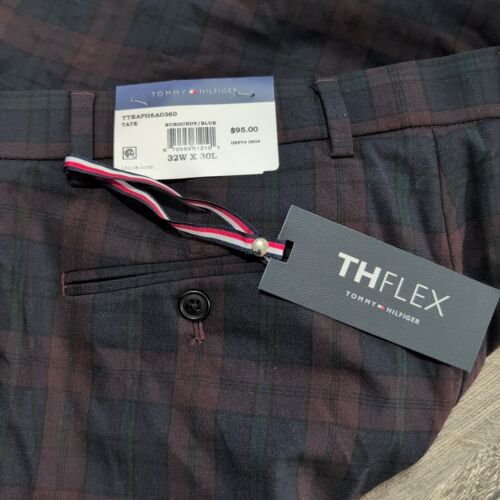 TOMMY HILFIGER
TTEAPH6A0360
TATE BURGUNDY/BLUE
$95.00
32W X 30L
THFLEX
TOMMY HILFIGER